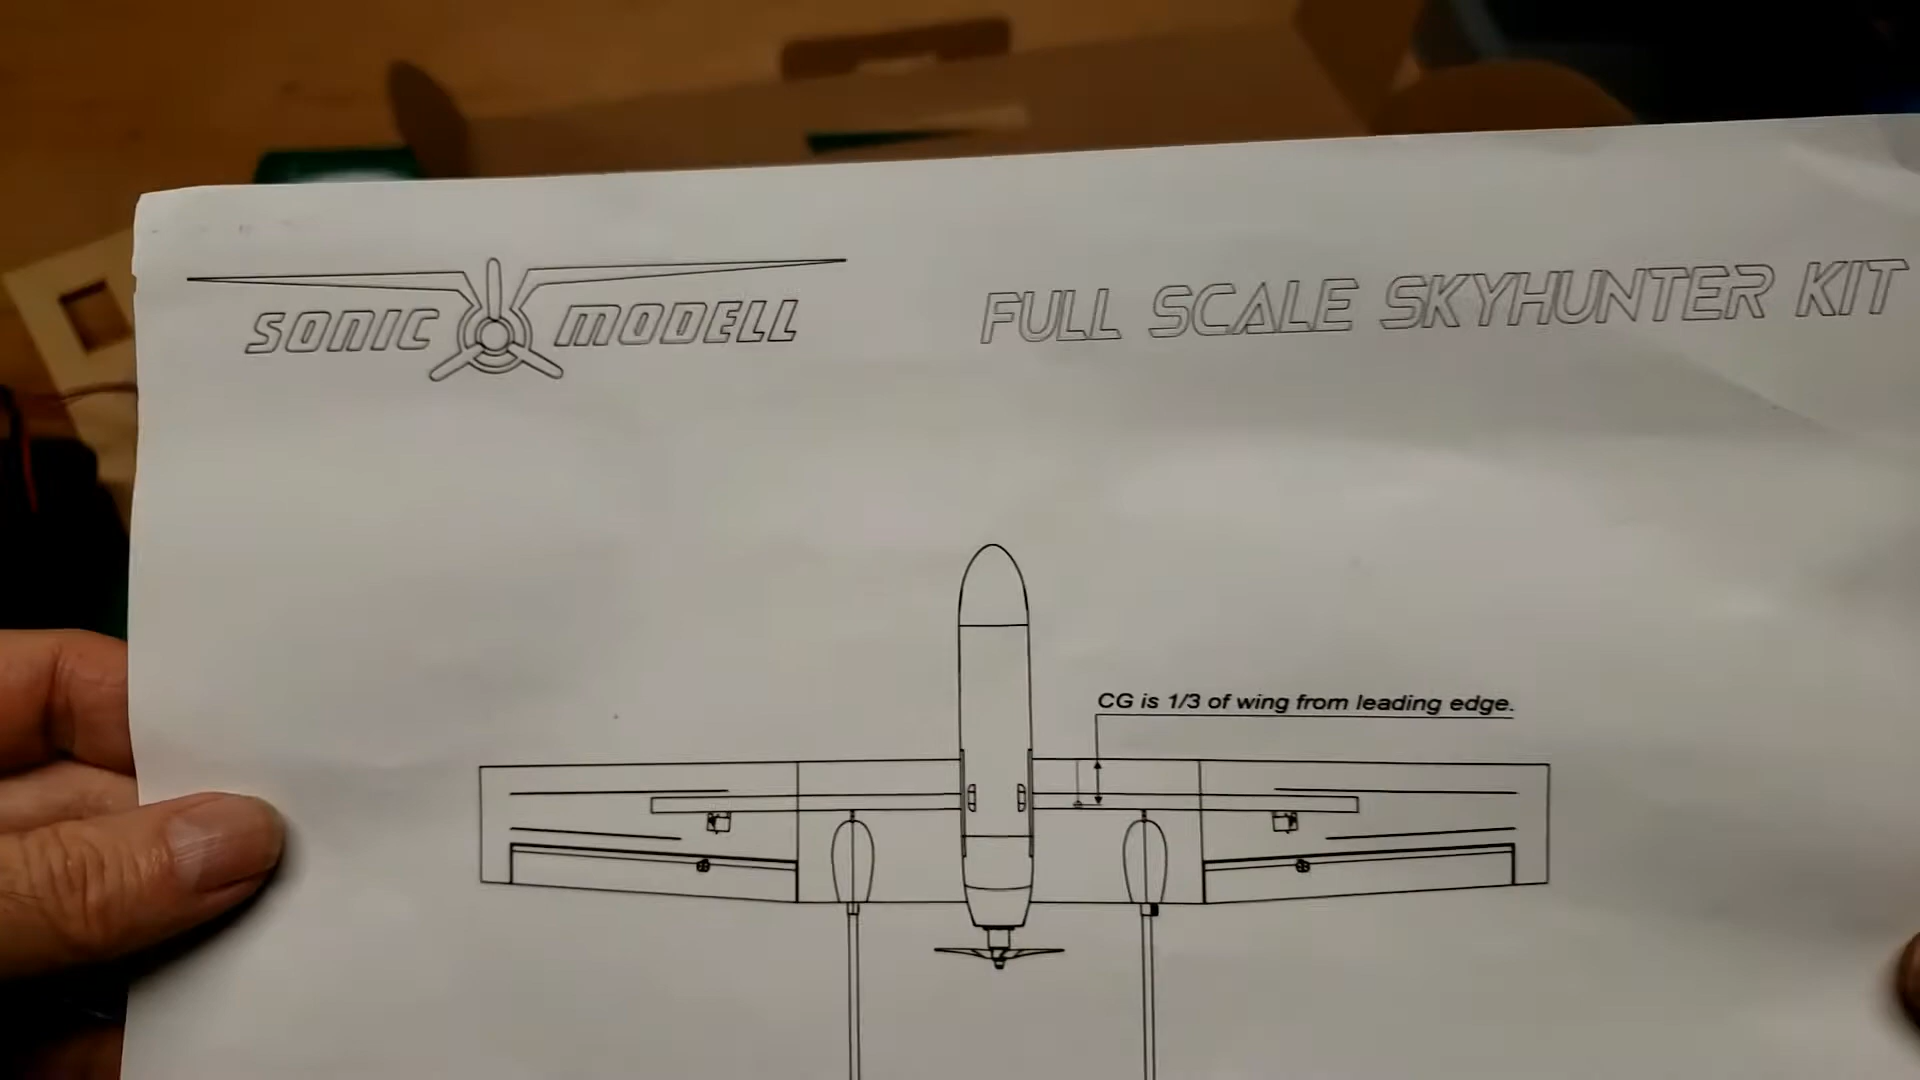 SONIC MODELL
FULL SCALE SKYHUNTER KIT
CG is 1/3 of wing from leading edge.